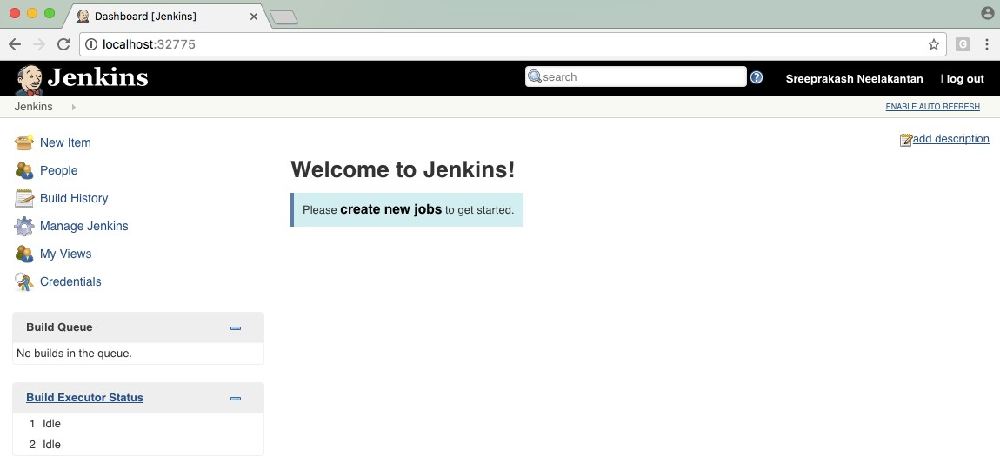 Dashboard [Jenkins]
localhost:32775
G
Jenkins
search
?
Sreeprakash Neelakantan
| log out
Jenkins
ENABLE AUTO REFRESH
New Item
People
Build History
Manage Jenkins
My Views
Credentials
add description
Welcome to Jenkins!
Please create new jobs to get started.
Build Queue
No builds in the queue.
Build Executor Status
1 Idle
2 Idle